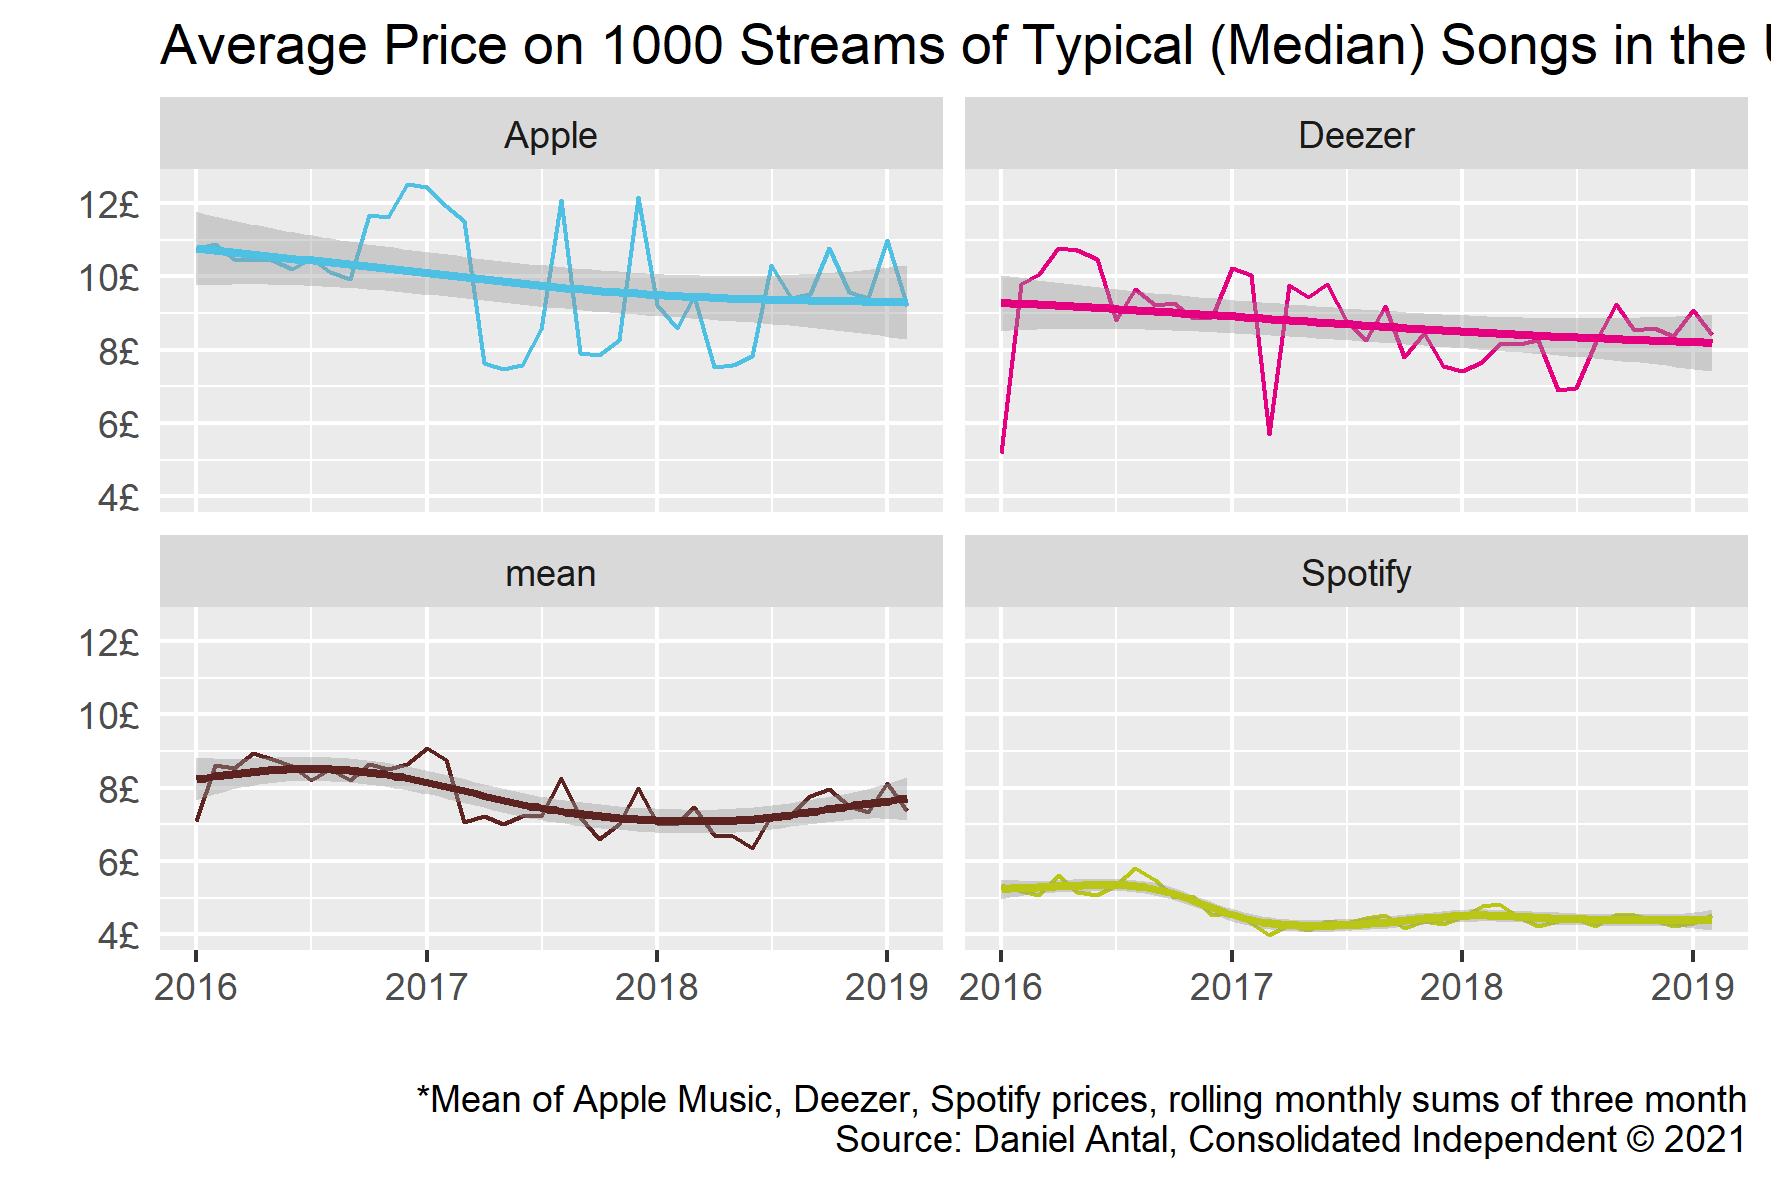 Average Price on 1000 Streams of Typical (Median) Songs in the U
Apple
Deezer
12£
10£
8£
6£
4£
mean
Spotify
12£
10£
8£
6£
4£
2016 2017 2018 2019 2016 2017 2018 2019
*Mean of Apple Music, Deezer, Spotify prices, rolling monthly sums of three month
Source: Daniel Antal, Consolidated Independent © 2021